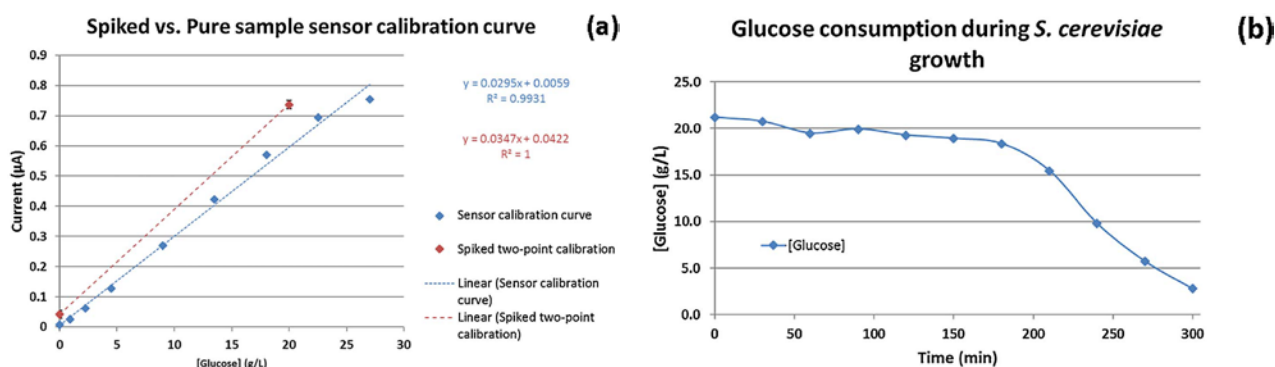 Spiked vs. Pure sample sensor calibration curve
(a)
0.9
0.8
0.7
0.6
0.5
0.4
0.3
0.2
0.1
0
Current (µA)
0
5
10
15
20
25
30
[Glucose] (g/L)
y = 0.0295x + 0.0059
R² = 0.9931
y = 0.0347x + 0.0422
R² = 1
Sensor calibration curve
Spiked two-point calibration
Linear (Sensor calibration
curve)
Linear (Spiked two-point
calibration)
Glucose consumption during S. cerevisiae
growth
(b)
25.0
20.0
15.0
10.0
5.0
0.0
[Glucose] (g/L)
[Glucose]
0
50
100
150
200
250
300
Time (min)